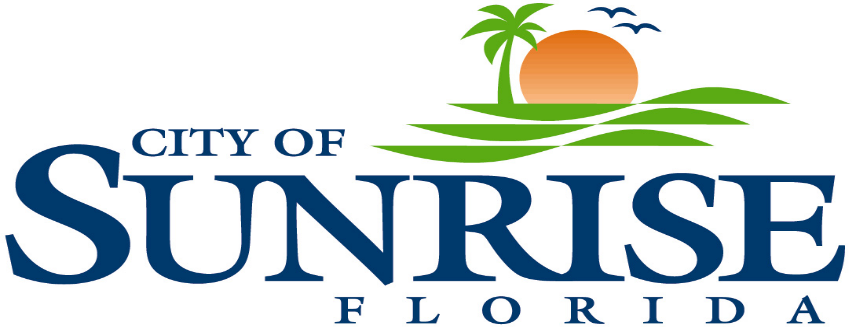 CITY OF
SUNRISE
FLORIDA